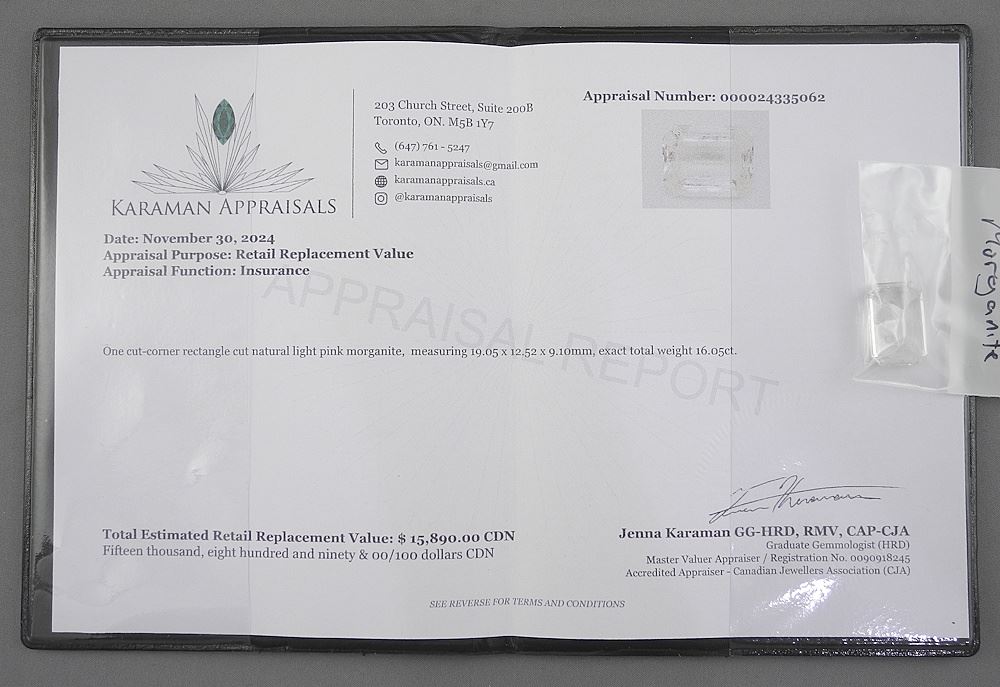 KARAMAN APPRAISALS
203 Church Street, Suite 200B
Toronto, ON. M5B 1Y7
(647) 761 - 5247
karamanappraisals@gmail.com
karamanappraisals.ca
@karamanappraisals
Appraisal Number: 000024335062
Date: November 30, 2024
Appraisal Purpose: Retail Replacement Value
Appraisal Function: Insurance
APPRAISAL REPORT
Morganite
One cut-corner rectangle cut natural light pink morganite, measuring 19.05 x 12.52 x 9.10mm, exact total weight 16.05ct.
Total Estimated Retail Replacement Value: $ 15,890.00 CDN
Fifteen thousand, eight hundred and ninety & 00/100 dollars CDN
Jenna Karaman GG-HRD, RMV, CAP-CJA
Graduate Gemmologist (HRD)
Master Valuer Appraiser / Registration No. 0090918245
Accredited Appraiser - Canadian Jewellers Association (CJA)
SEE REVERSE FOR TERMS AND CONDITIONS